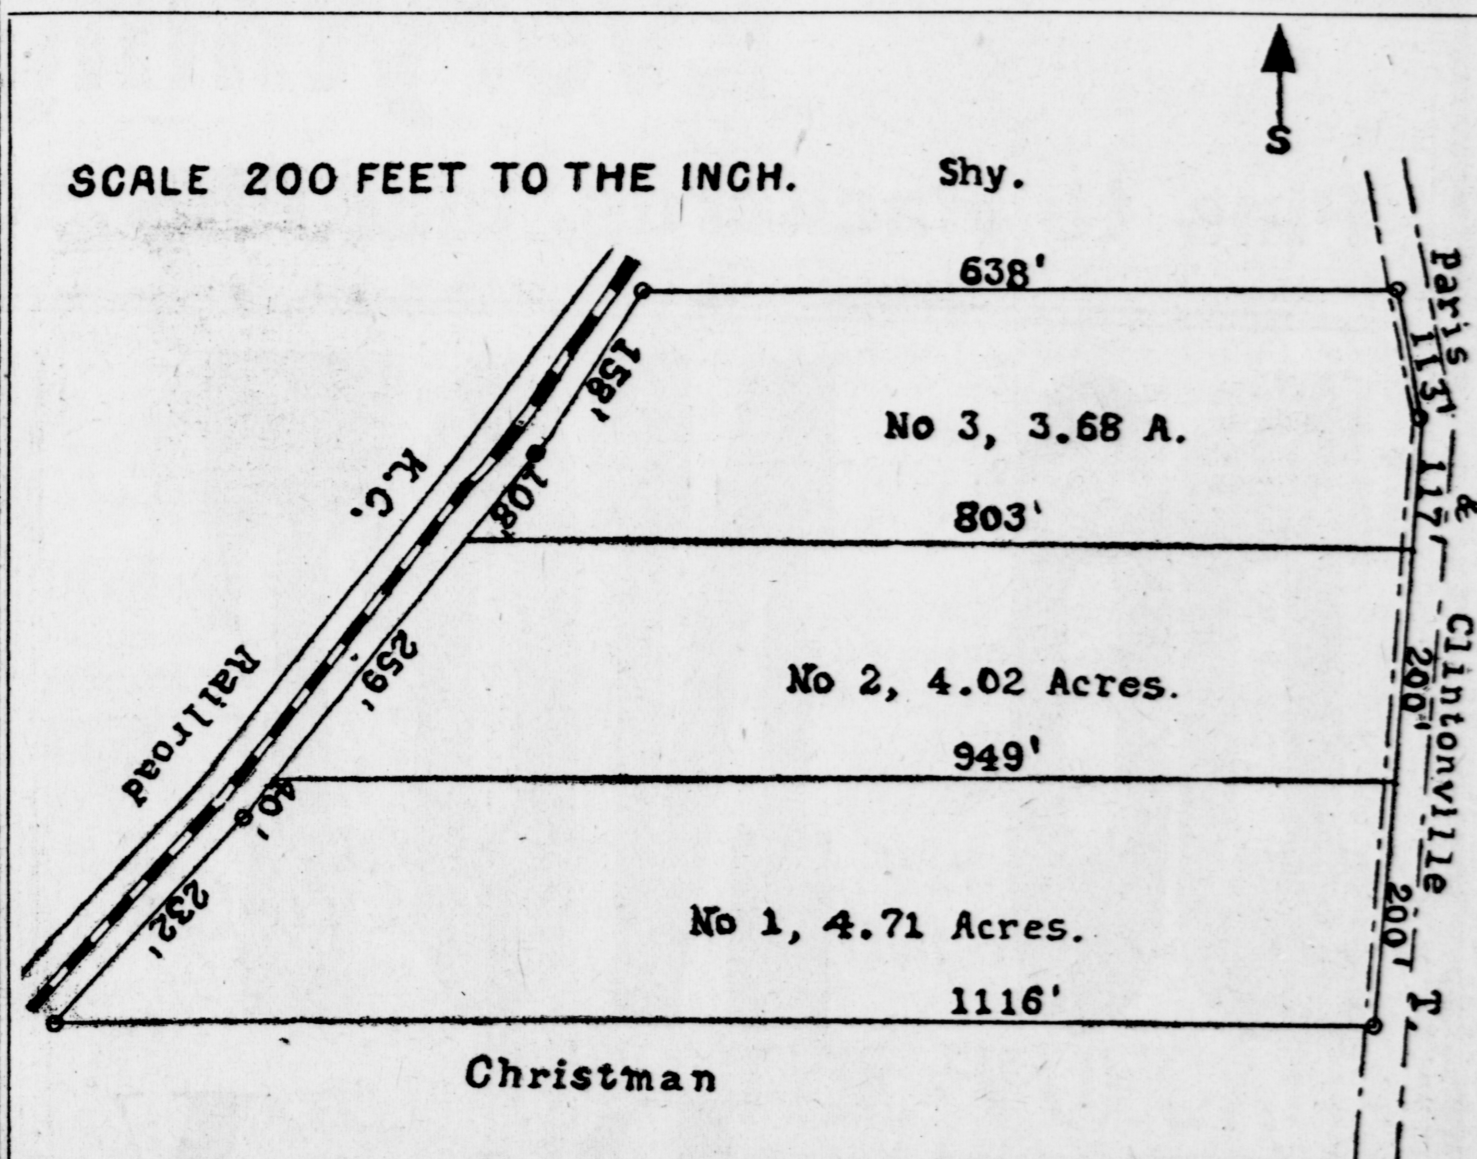 S
SCALE 200 FEET TO THE INCH.
Shy.
638'
Paris & Clintonville T.
113'
158'
No 3, 3.68 A.
K.C. Railroad
108'
117'
803'
259'
No 2, 4.02 Acres.
200'
949'
40'
232'
No 1, 4.71 Acres.
200'
1116'
Christman